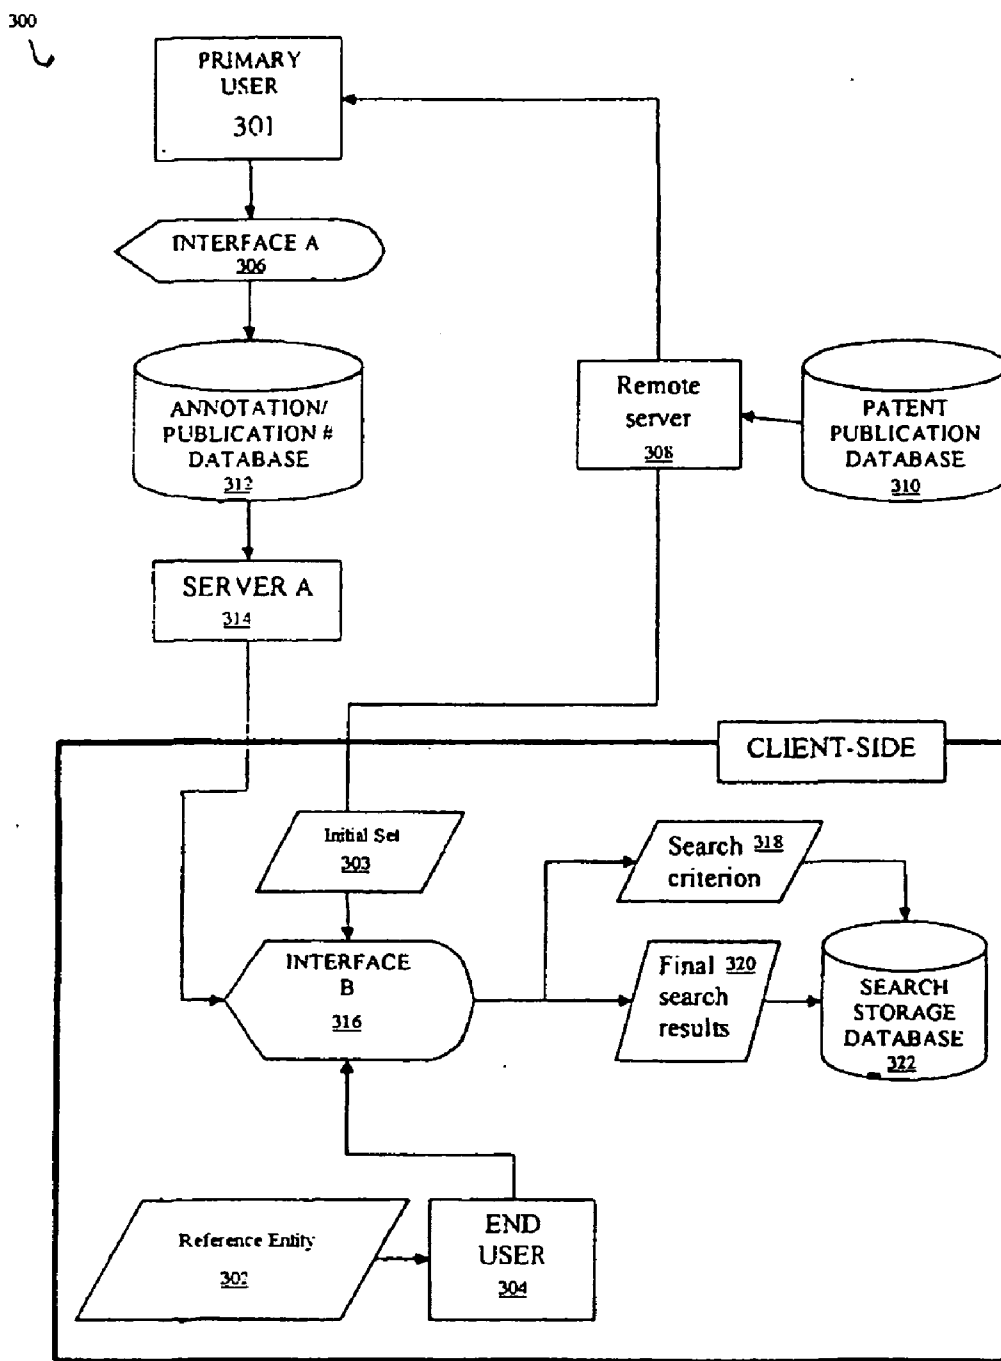 300
PRIMARY
USER
301
INTERFACE A
306
ANNOTATION/
PUBLICATION #
DATABASE
312
Remote
server
308
PATENT
PUBLICATION
DATABASE
310
SERVER A
314
CLIENT-SIDE
Initial Set
303
Search 318
criterion
INTERFACE
B
316
Final 320
search
results
SEARCH
STORAGE
DATABASE
322
Reference Entity
302
END
USER
304